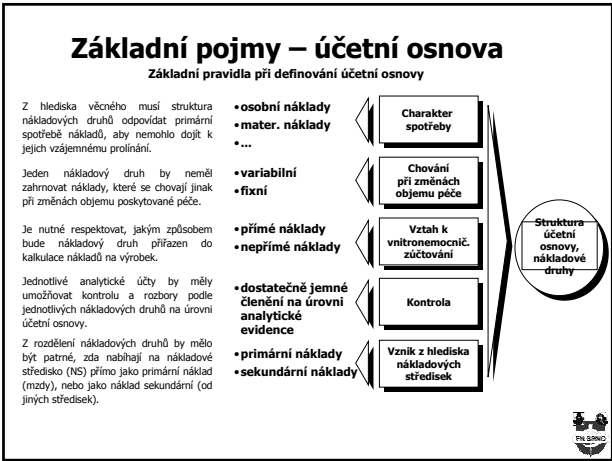 Základní pojmy – účetní osnova
Základní pravidla při definování účetní osnovy
Z hlediska věcného musí struktura
nákladových druhů odpovídat primární
spotřebě nákladů, aby nemohlo dojít k
jejich vzájemnému prolínání.
•osobní náklady
•mater. náklady
•...
Charakter
spotřeby
Jeden nákladový druh by neměl
zahrnovat náklady, které se chovají jinak
při změnách objemu poskytované péče.
•variabilní
•fixní
Chování
při změnách
objemu péče
Je nutné respektovat, jakým způsobem
bude nákladový druh přiřazen do
kalkulace nákladů na výrobek.
•přímé náklady
•nepřímé náklady
Vztah k
vnitronemocnič.
zúčtování
Jednotlivé analytické účty by měly
umožňovat kontrolu a rozbory podle
jednotlivých nákladových druhů na úrovni
účetní osnovy.
•dostatečně jemné
členění na úrovni
analytické
evidence
Kontrola
Z rozdělení nákladových druhů by mělo
být patrné, zda nabíhají na nákladové
středisko (NS) přímo jako primární náklad
(mzdy), nebo jako náklad sekundární (od
jiných středisek).
•primární náklady
•sekundární náklady
Vznik z hlediska
nákladových
středisek
Struktura
účetní
osnovy,
nákladové
druhy
FN BRNO